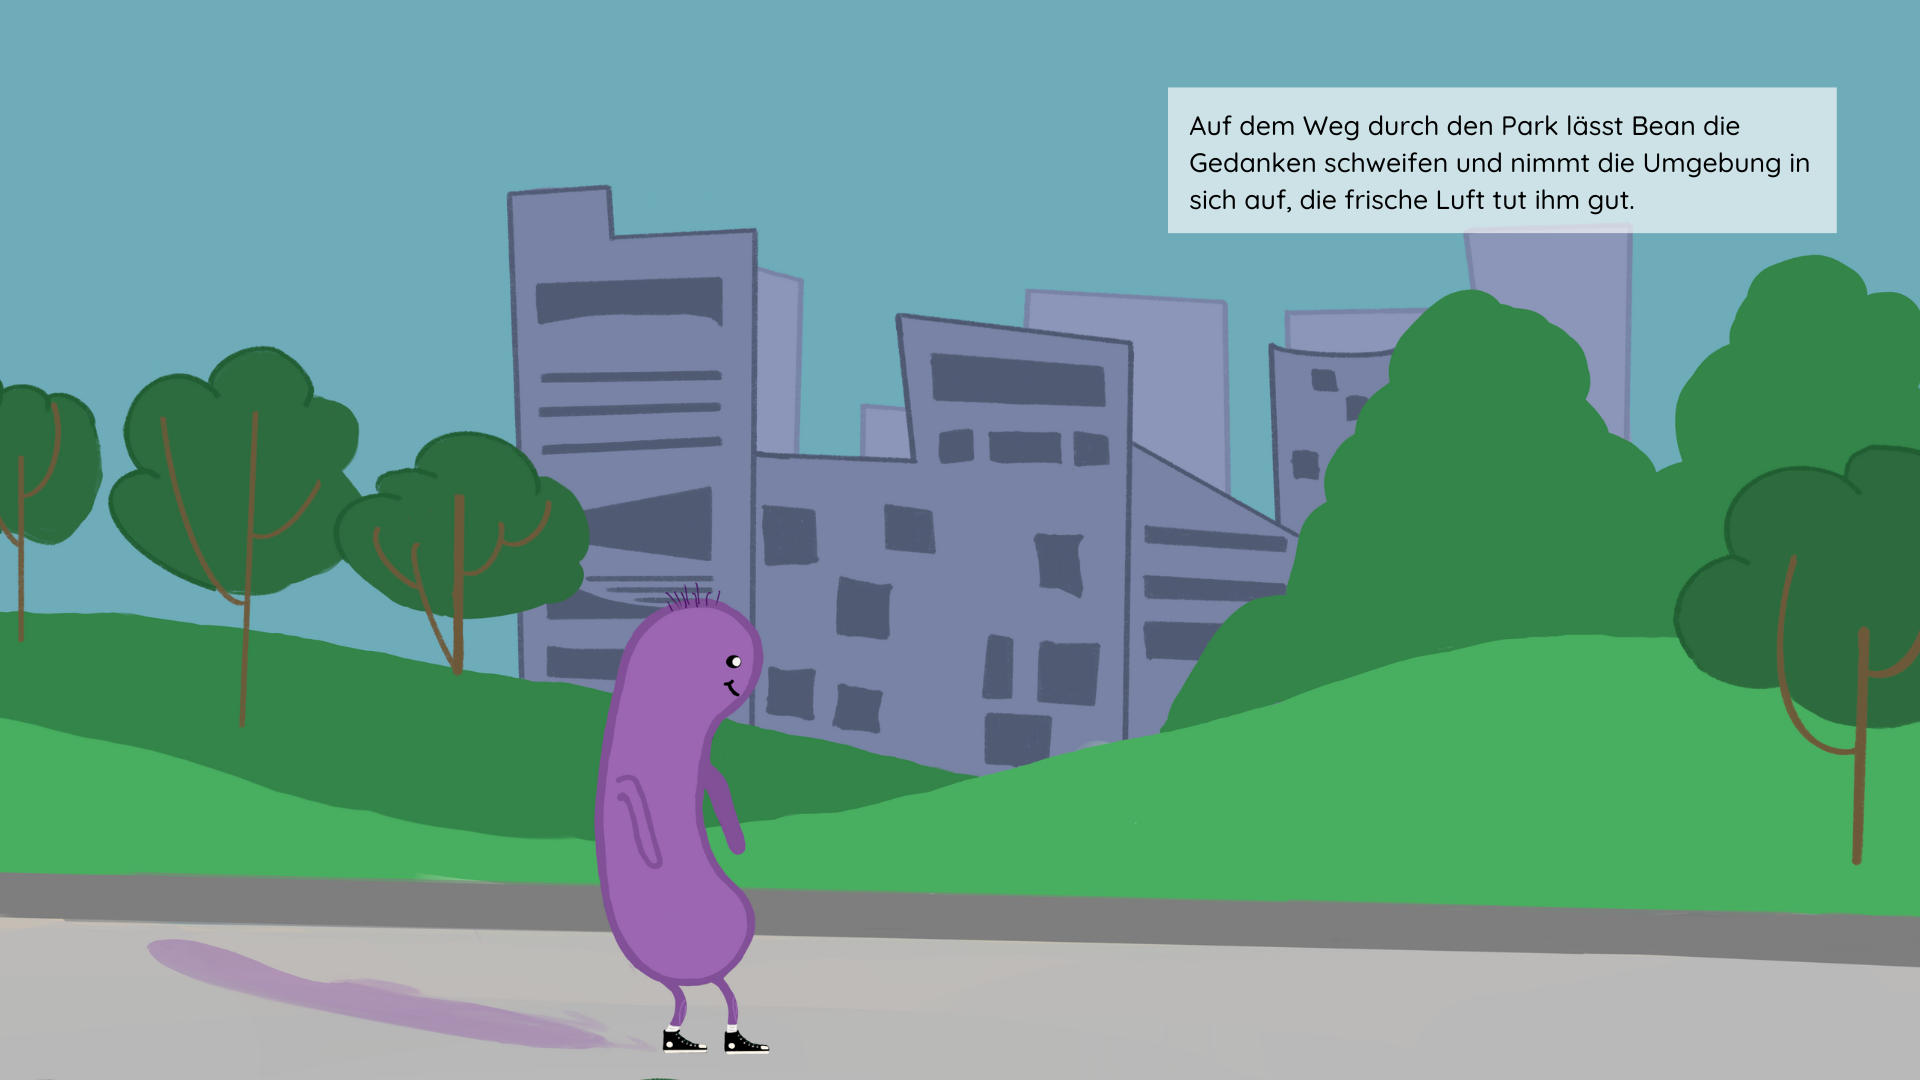 Auf dem Weg durch den Park lässt Bean die
Gedanken schweifen und nimmt die Umgebung in
sich auf, die frische Luft tut ihm gut.